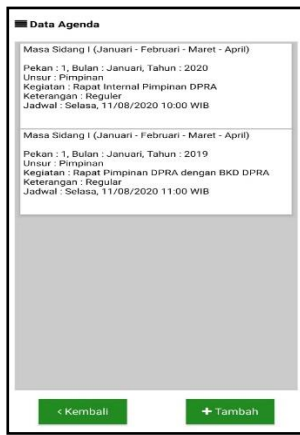 Data Agenda
Masa Sidang I (Januari - Februari - Maret - April)
Pekan : 1, Bulan : Januari, Tahun : 2020
Unsur : Pimpinan
Kegiatan : Rapat Internal Pimpinan DPRA
Keterangan : Reguler
Jadwal : Selasa, 11/08/2020 10:00 WIB
Masa Sidang I (Januari - Februari - Maret - April)
Pekan : 1, Bulan : Januari, Tahun : 2019
Unsur : Pimpinan
Kegiatan : Rapat Pimpinan DPRA dengan BKD DPRA
Keterangan : Regular
Jadwal : Selasa, 11/08/2020 11:00 WIB
< Kembali
+ Tambah